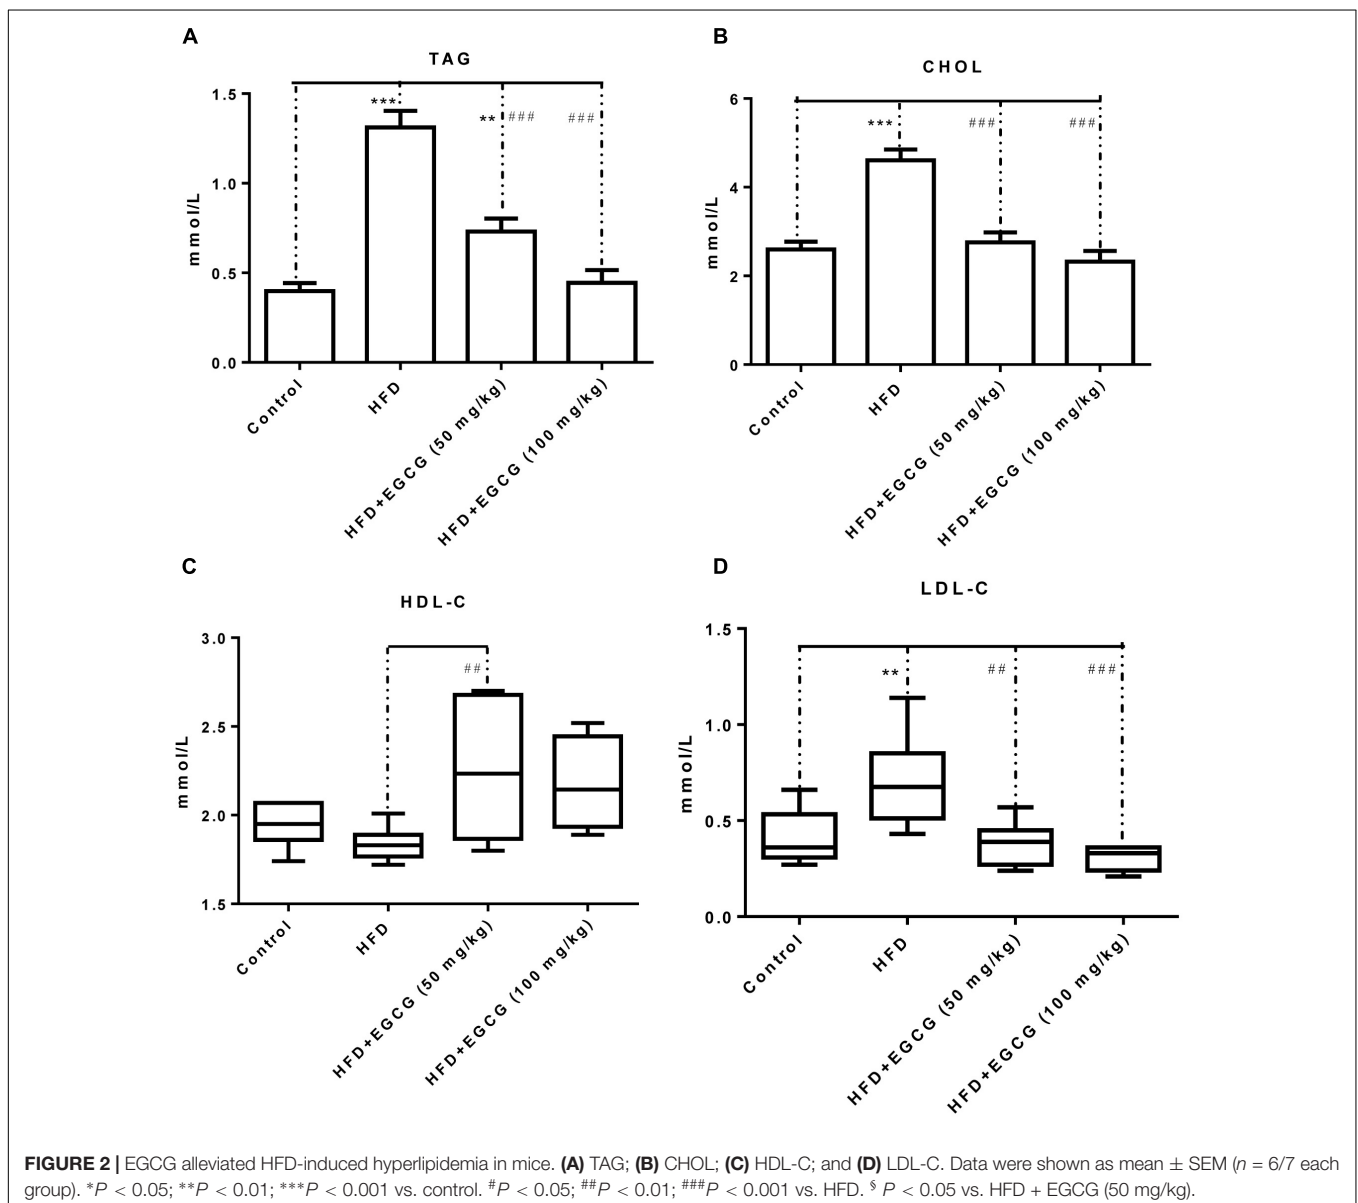 A
TAG
1.5
1.0
0.5
0.0
mmol/L
***
** ###
###
Control
HFD
HFD+EGCG (50 mg/kg)
HFD+EGCG (100 mg/kg)
B
CHOL
6
4
2
0
mmol/L
***
###
###
Control
HFD
HFD+EGCG (50 mg/kg)
HFD+EGCG (100 mg/kg)
C
HDL-C
3.0
2.5
2.0
1.5
mmol/L
##
Control
HFD
HFD+EGCG (50 mg/kg)
HFD+EGCG (100 mg/kg)
D
LDL-C
1.5
1.0
0.5
0.0
mmol/L
**
##
###
Control
HFD
HFD+EGCG (50 mg/kg)
HFD+EGCG (100 mg/kg)
FIGURE 2 | EGCG alleviated HFD-induced hyperlipidemia in mice. (A) TAG; (B) CHOL; (C) HDL-C; and (D) LDL-C. Data were shown as mean ± SEM (n = 6/7 each
group). *P < 0.05; **P < 0.01; ***P < 0.001 vs. control. #P < 0.05; ##P < 0.01; ###P < 0.001 vs. HFD. § P < 0.05 vs. HFD + EGCG (50 mg/kg).